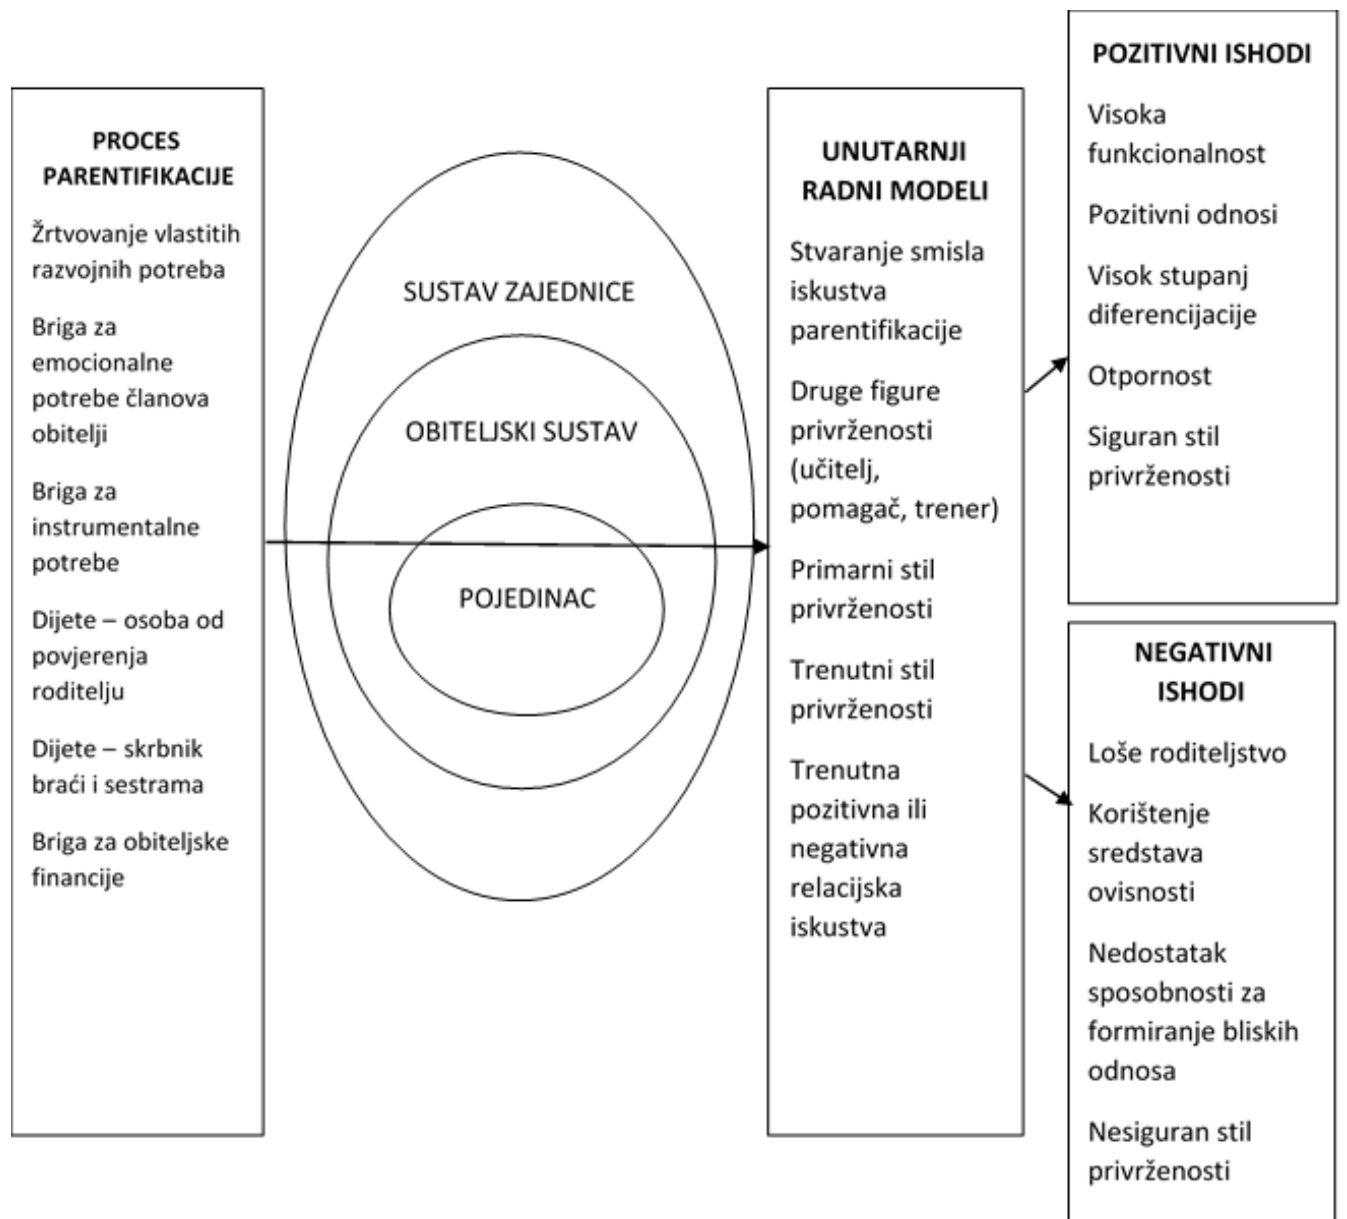 PROCES
PARENTIFIKACIJE
Žrtvovanje vlastitih
razvojnih potreba
Briga za
emocionalne
potrebe članova
obitelji
Briga za
instrumentalne
potrebe
Dijete – osoba od
povjerenja
roditelju
Dijete – skrbnik
braći i sestrama
Briga za obiteljske
financije
SUSTAV ZAJEDNICE
OBITELJSKI SUSTAV
POJEDINAC
UNUTARNJI
RADNI MODELI
Stvaranje smisla
iskustva
parentifikacije
Druge figure
privrženosti
(učitelj,
pomagač, trener)
Primarni stil
privrženosti
Trenutni stil
privrženosti
Trenutna
pozitivna ili
negativna
relacijska
iskustva
POZITIVNI ISHODI
Visoka
funkcionalnost
Pozitivni odnosi
Visok stupanj
diferencijacije
Otpornost
Siguran stil
privrženosti
NEGATIVNI
ISHODI
Loše roditeljstvo
Korištenje
sredstava
ovisnosti
Nedostatak
sposobnosti za
formiranje bliskih
odnosa
Nesiguran stil
privrženosti